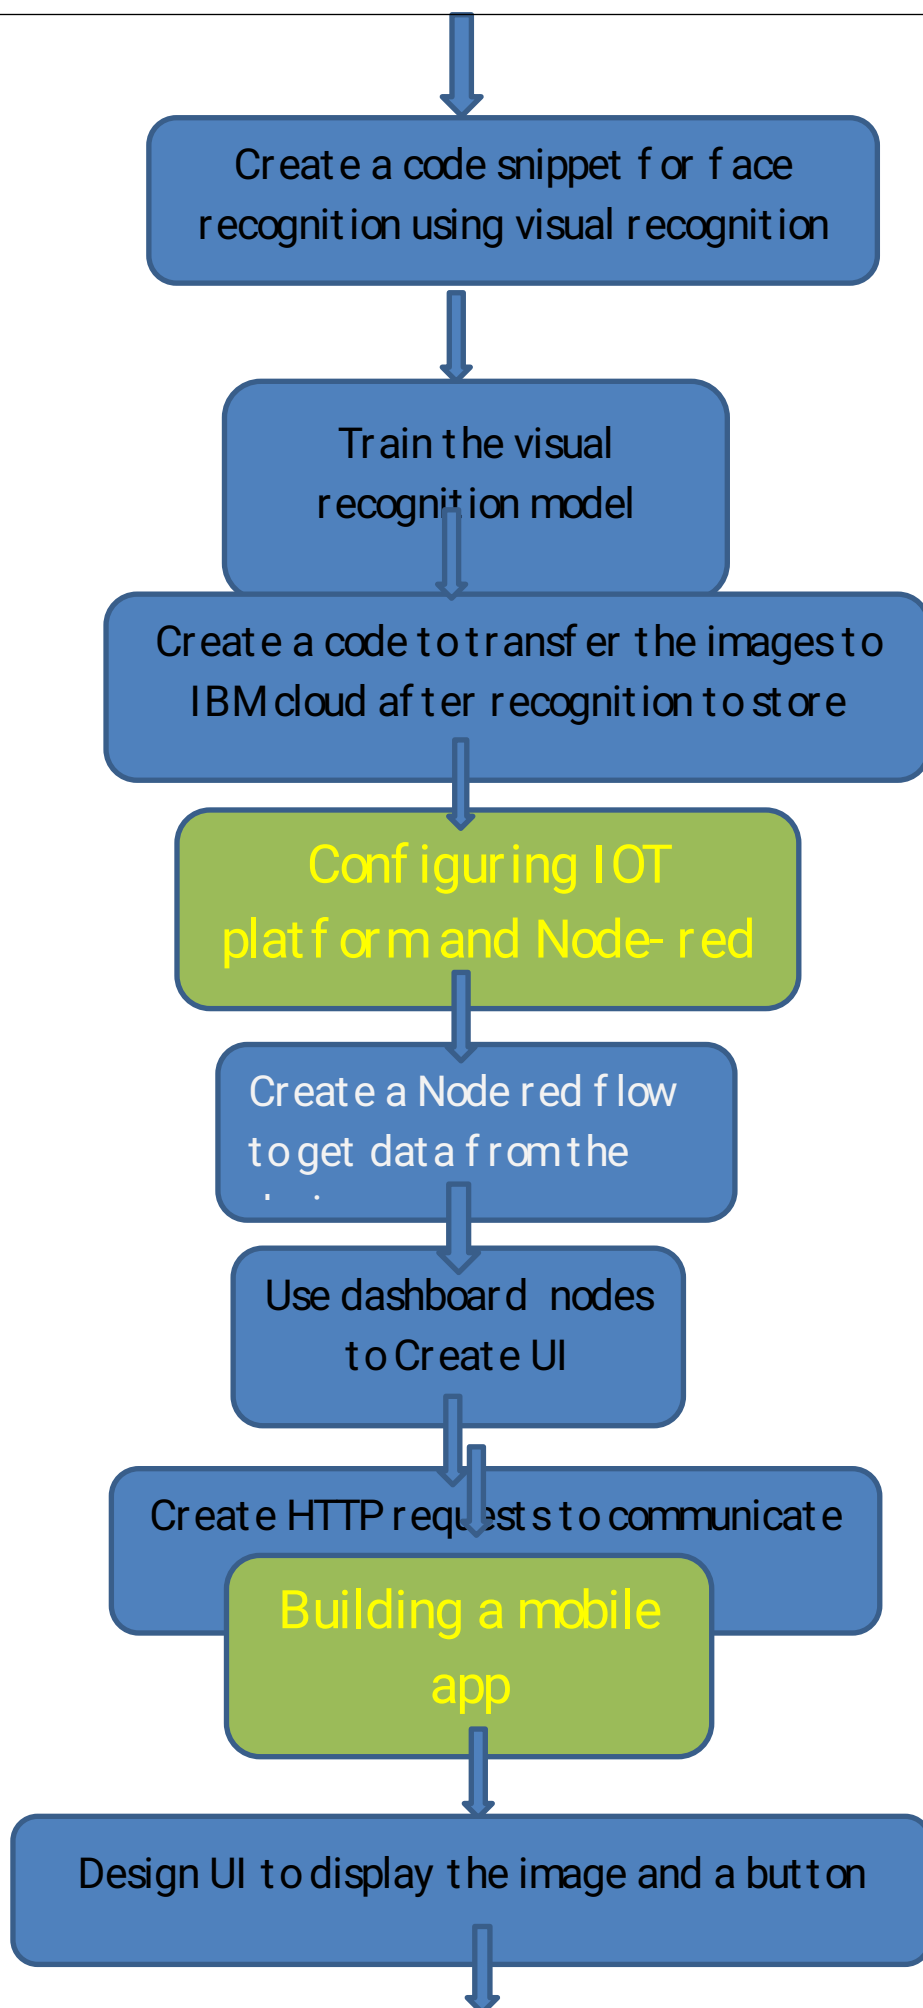 Create a code snippet for face
recognition using visual recognition
Train the visual
recognition model
Create a code to transfer the images to
IBM cloud after recognition to store
Configuring IOT
platform and Node-red
Create a Node red flow
to get data from the
Use dashboard nodes
to Create UI
Create HTTP requests to communicate
Building a mobile
app
Design UI to display the image and a button